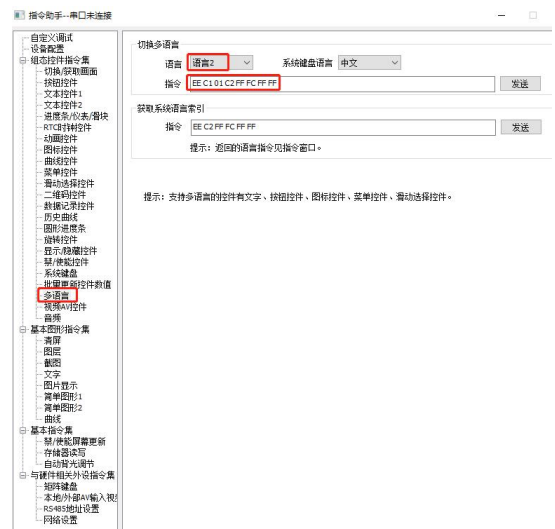 指令助手--串口未连接
自定义调试
设备配置
组态控件指令集
切换/获取画面
按钮控件
文本控件1
文本控件2
进度条/仪表/滑块
RTC时钟控件
动画控件
图标控件
曲线控件
菜单控件
滑动选择控件
二维码控件
数据记录控件
历史曲线
圆形进度条
旋转控件
显示/隐藏控件
禁/使能控件
系统键盘
批量更新控件数值
多语言
视频AV控件
音频
基本图形指令集
清屏
图层
截图
文字
图片显示
简单图形1
简单图形2
曲线
基本指令集
禁/使能屏幕更新
存储器读写
自动背光调节
与硬件相关外设指令集
矩阵键盘
本地/外部AV输入视
RS485地址设置
网络设置
切换多语言
语言 语言2 系统键盘语言 中文
指令 EE C1 01 C2 FF FC FF FF 发送
获取系统语言索引
指令 EE C2 FF FC FF FF 发送
提示：返回的语言指令见指令窗口。
提示：支持多语言的控件有文字、按钮控件、图标控件、菜单控件、滑动选择控件。